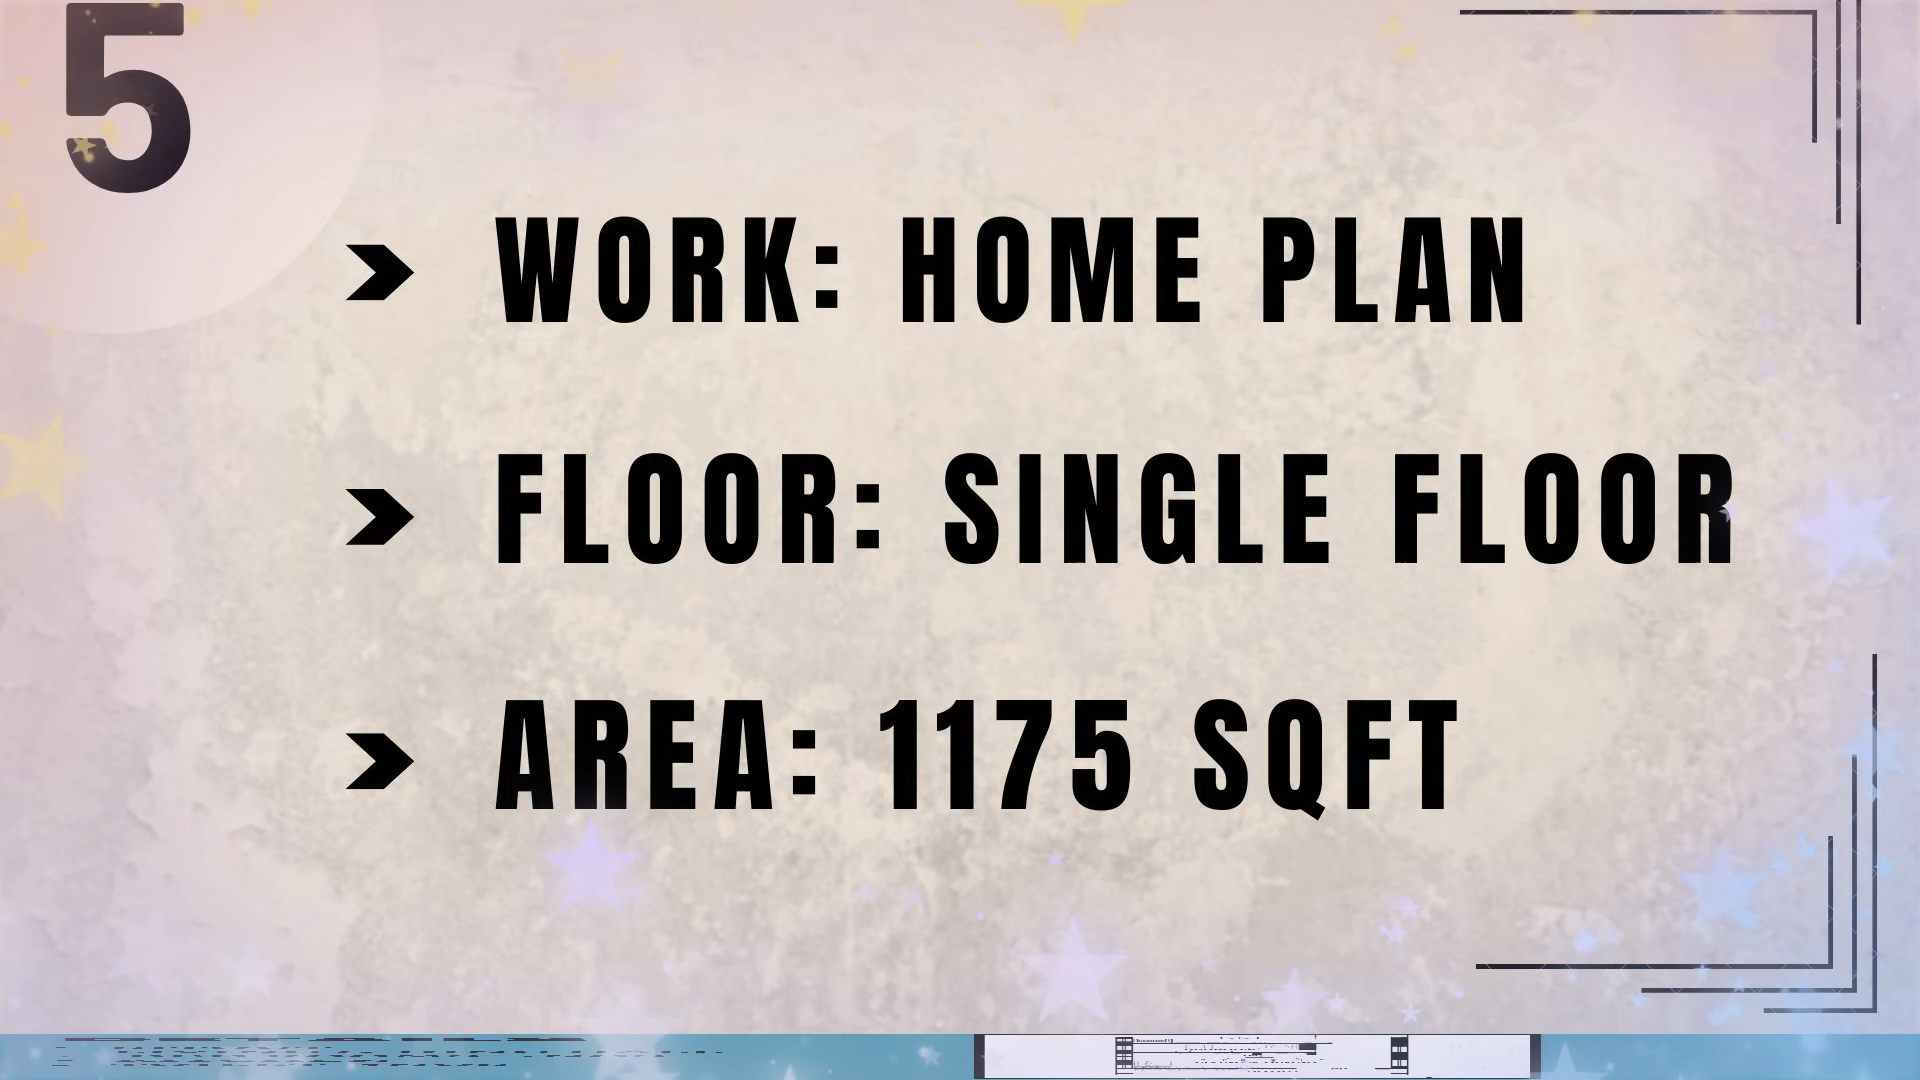 5
WORK: HOME PLAN
FLOOR: SINGLE FLOOR
AREA: 1175 SQFT